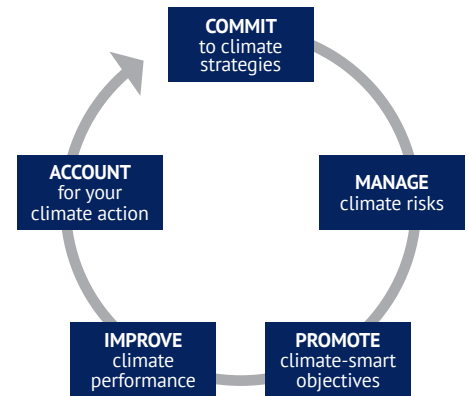 COMMIT
to climate
strategies
MANAGE
climate risks
PROMOTE
climate-smart
objectives
IMPROVE
climate
performance
ACCOUNT
for your
climate action